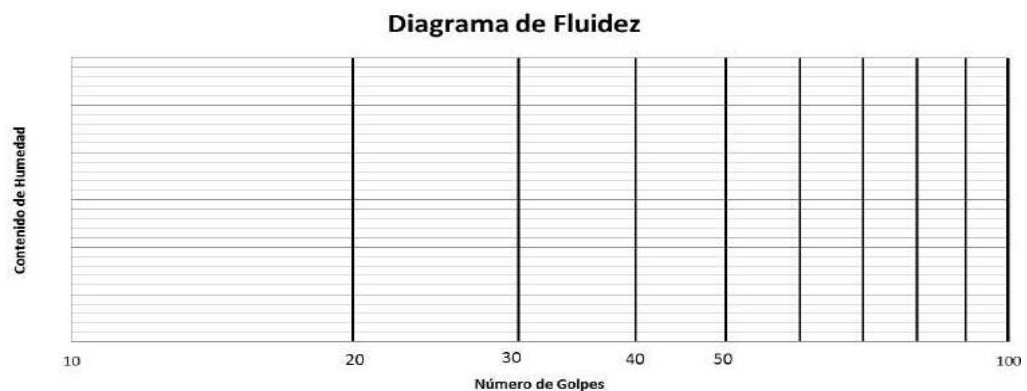 Diagrama de Fluidez
Contenido de Humedad
10 20 30 40 50 100
Número de Golpes